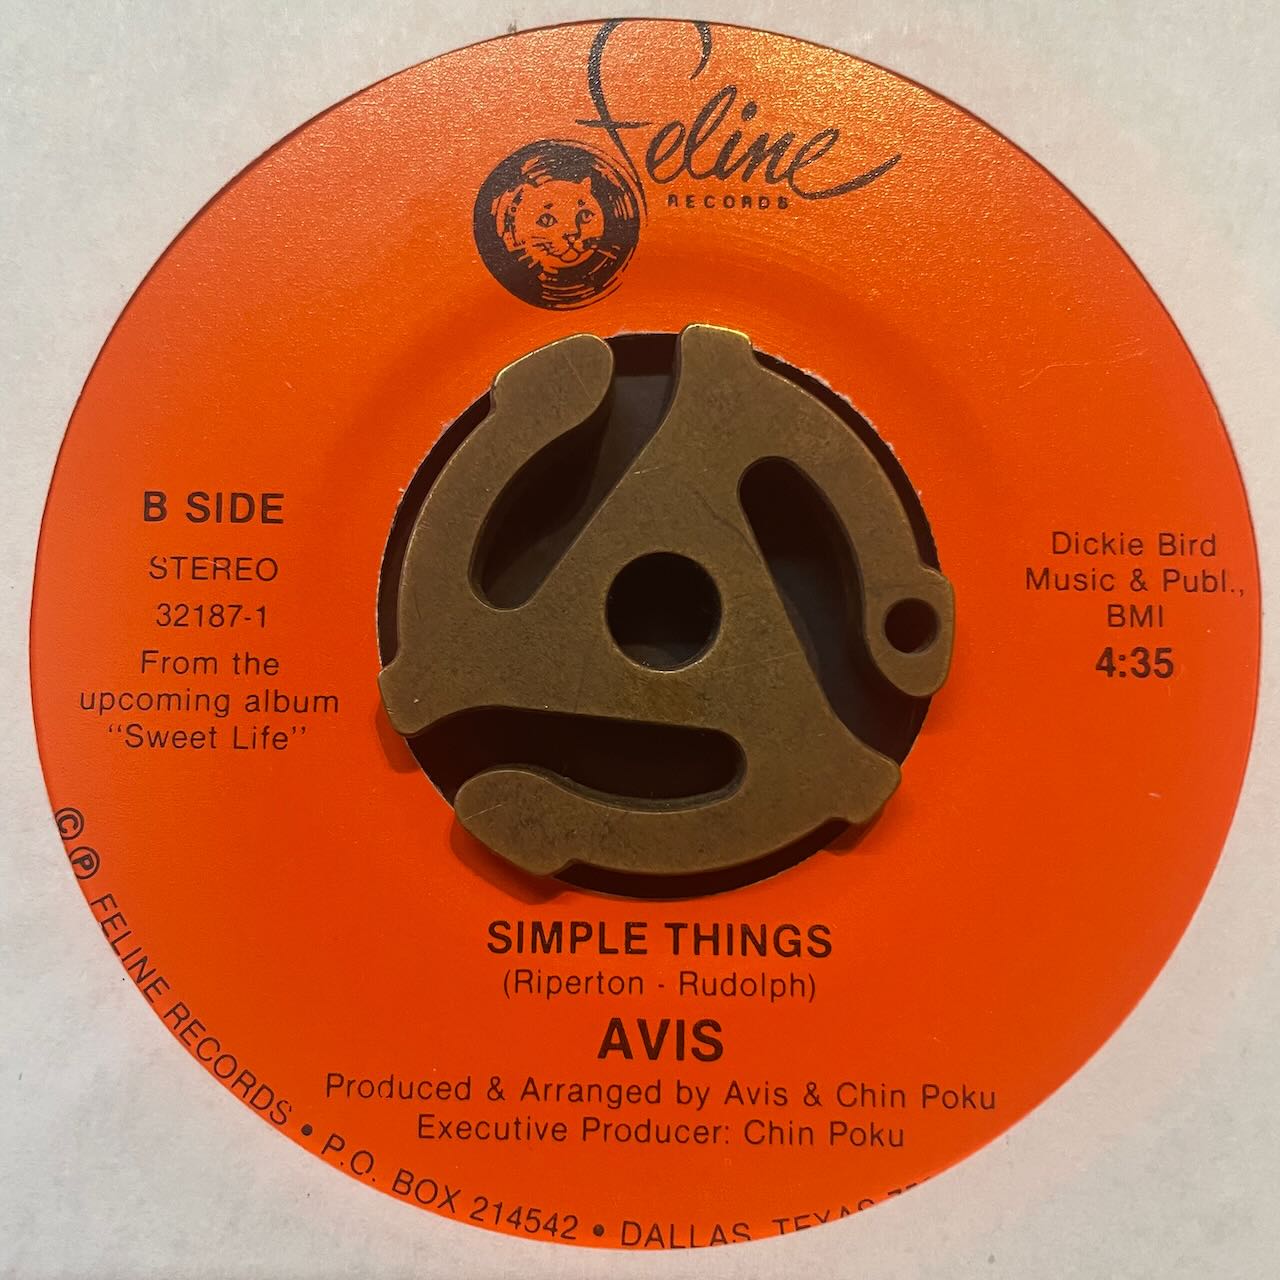 Feline
RECORDS
B SIDE
STEREO
32187-1
From the
upcoming album
"Sweet Life"
Dickie Bird
Music & Publ.,
BMI
4:35
SIMPLE THINGS
(Riperton - Rudolph)
AVIS
Produced & Arranged by Avis & Chin Poku
Executive Producer: Chin Poku
© ℗ FELINE RECORDS • P.O. BOX 214542 • DALLAS, TEXAS